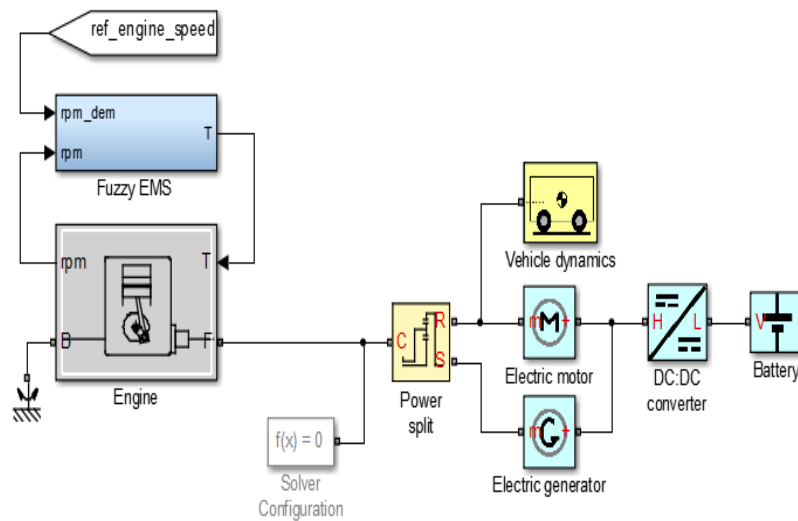 ref_engine_speed
rpm_dem
T
rpm
Fuzzy EMS
rpm
T
B
F
Engine
f(x) = 0
Solver
Configuration
C
R
S
Power
split
Vehicle dynamics
m
M
+
Electric motor
m
G
+
Electric generator
H
L
DC:DC
converter
V
Battery